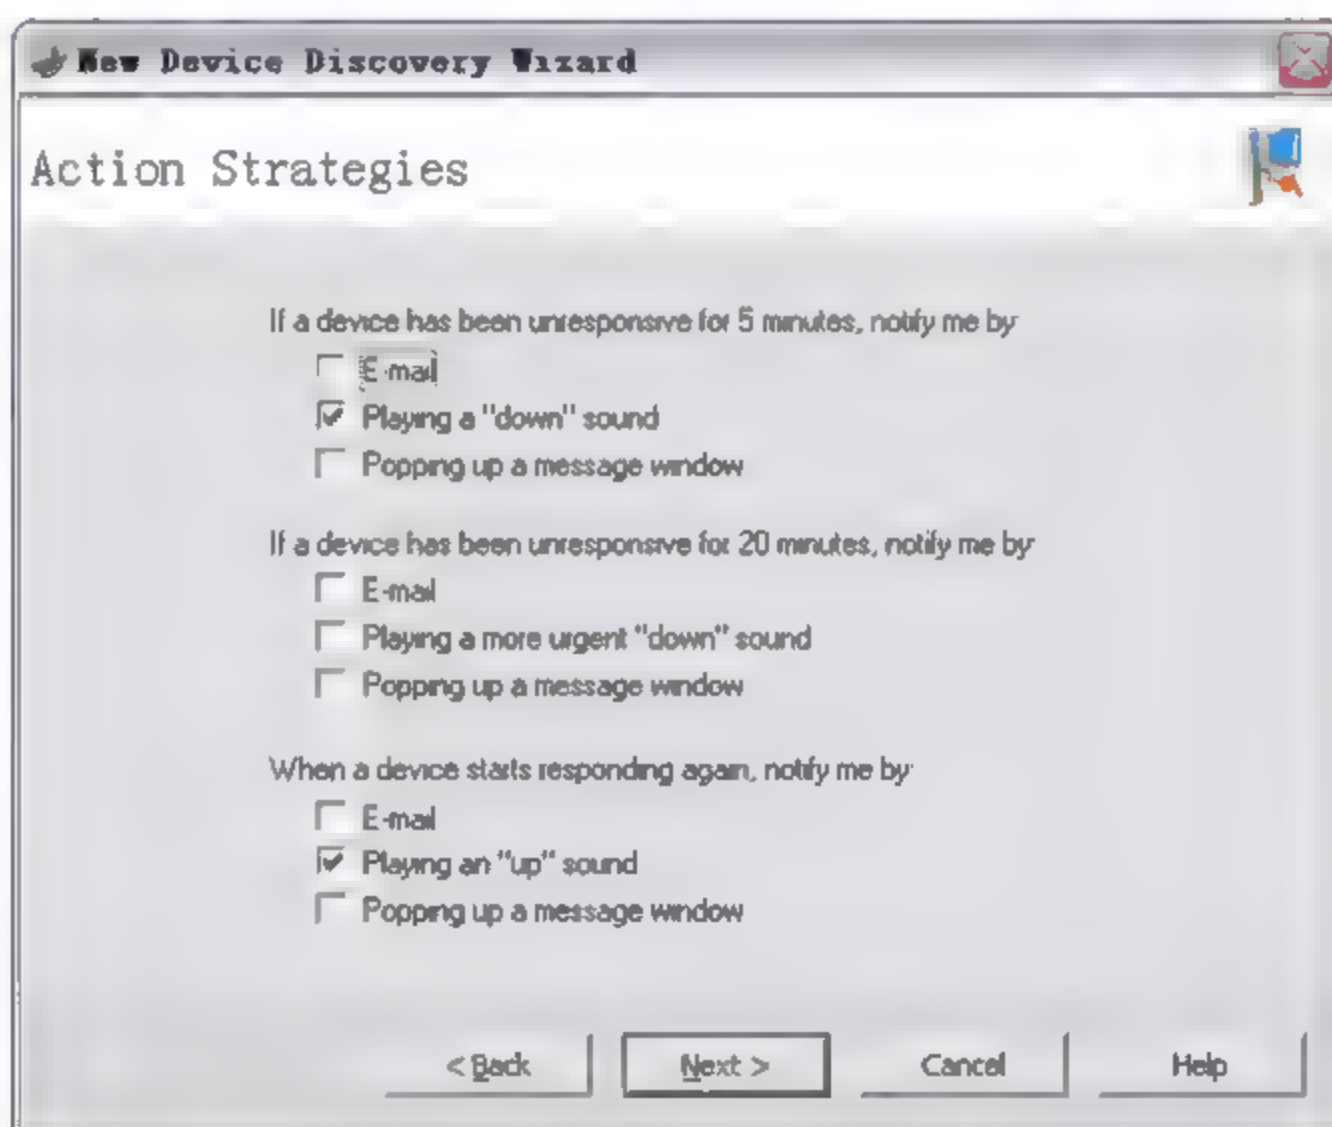 New Device Discovery Wizard
Action Strategies
If a device has been unresponsive for 5 minutes, notify me by:
E-mail
Playing a "down" sound
Popping up a message window
If a device has been unresponsive for 20 minutes, notify me by:
E-mail
Playing a more urgent "down" sound
Popping up a message window
When a device starts responding again, notify me by:
E-mail
Playing an "up" sound
Popping up a message window
< Back
Next >
Cancel
Help